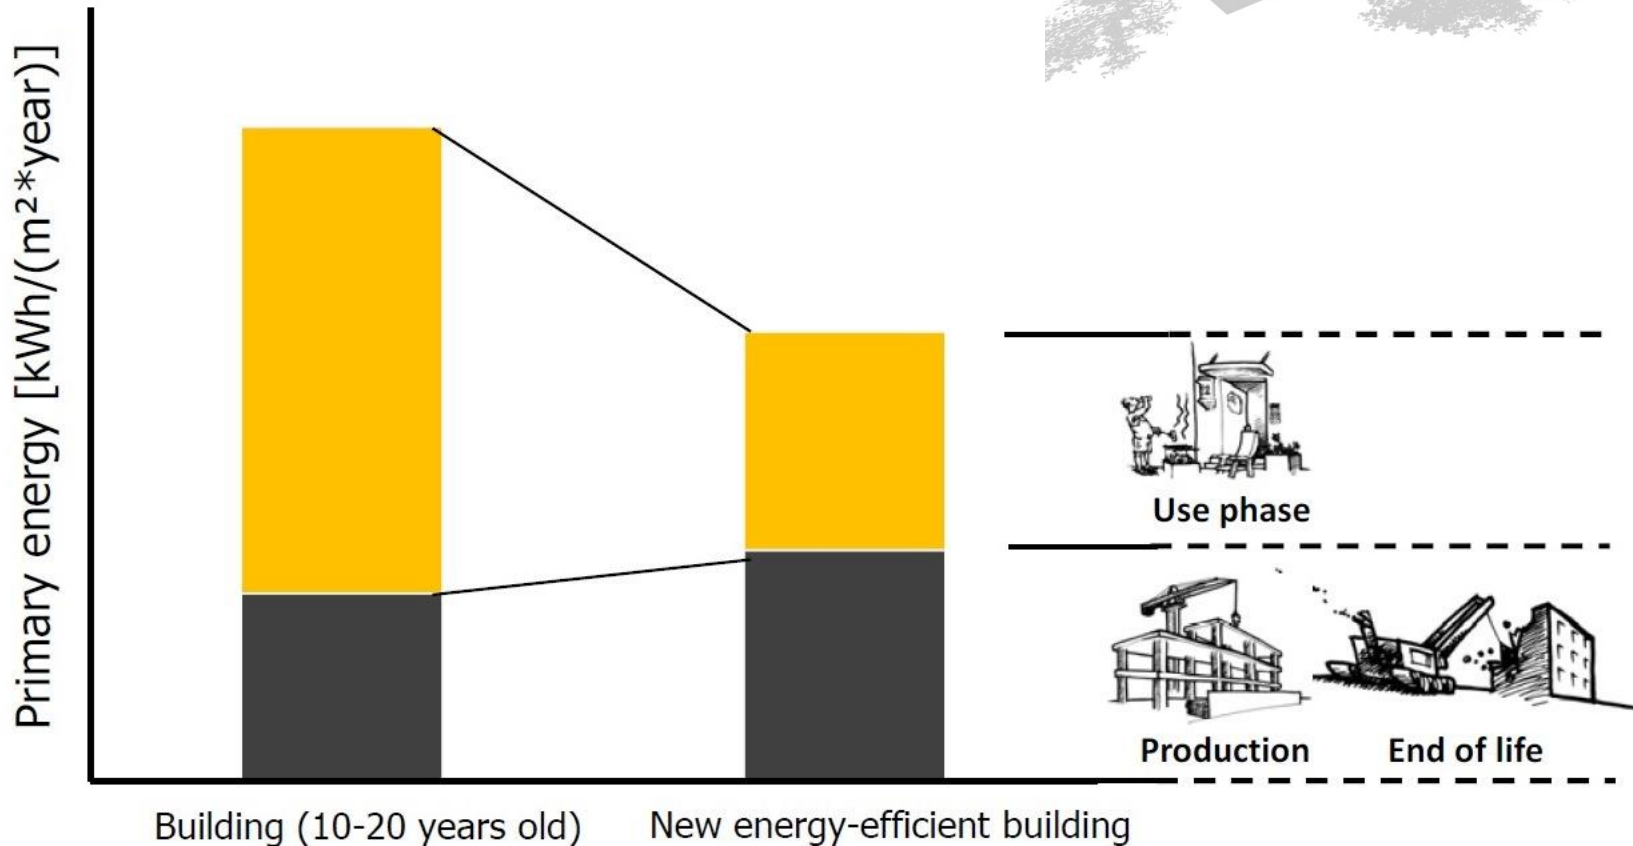 Primary energy [kWh/(m²*year)]
Use phase
Production
End of life
Building (10-20 years old)
New energy-efficient building